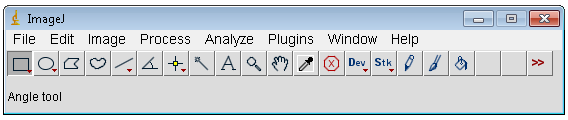 ImageJ
File Edit Image Process Analyze Plugins Window Help
A Dev Stk >>
Angle tool